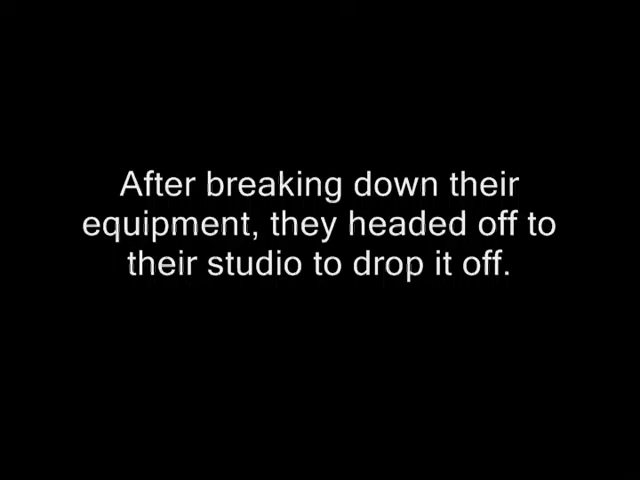 After breaking down their
equipment, they headed off to
their studio to drop it off.